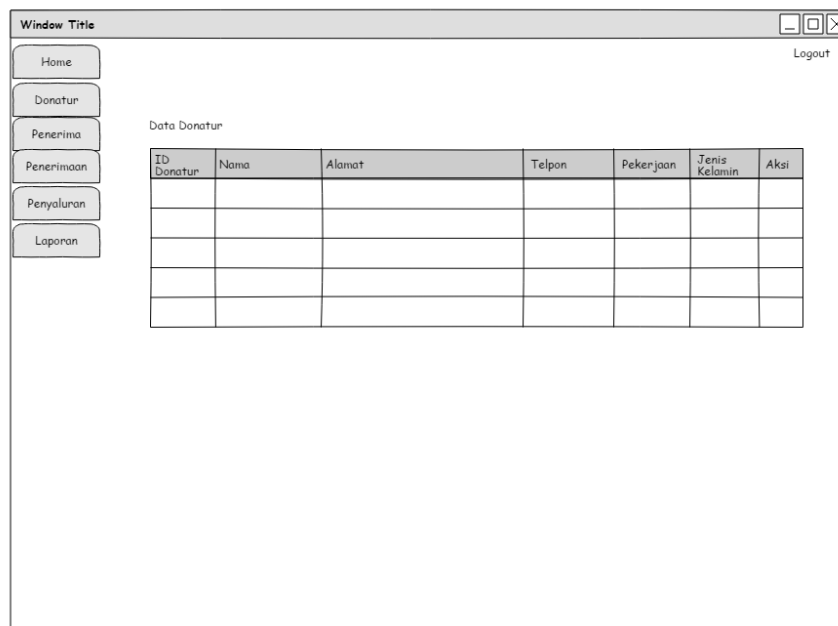 Window Title
Logout
Home
Donatur
Penerima
Penerimaan
Penyaluran
Laporan
Data Donatur
ID
Donatur
Nama
Alamat
Telpon
Pekerjaan
Jenis
Kelamin
Aksi